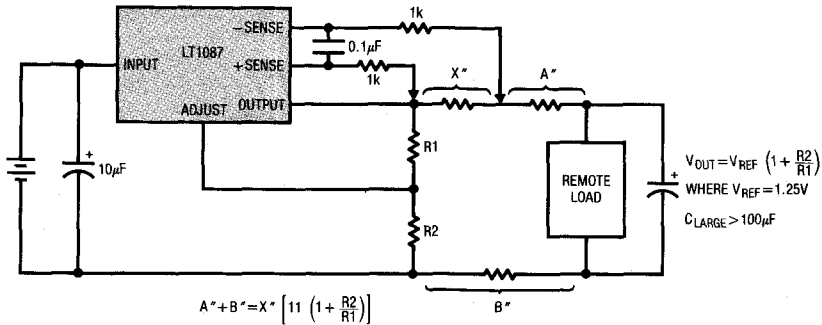 1k
−SENSE
LT1087
0.1μF
INPUT
+SENSE
1k
X″
A″
ADJUST
OUTPUT
R1
10μF
+
REMOTE
LOAD
+
VOUT=VREF (1+R2/R1)
WHERE VREF=1.25V
CLARGE>100μF
R2
B″
A″+B″=X″ [11 (1+R2/R1)]